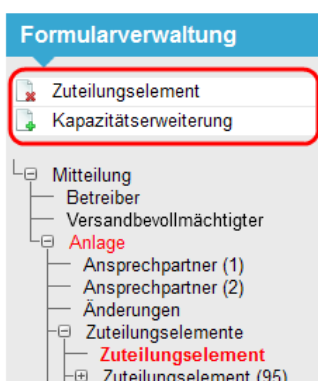 Formularverwaltung
Zuteilungselement
Kapazitätserweiterung
Mitteilung
Betreiber
Versandbevollmächtigter
Anlage
Ansprechpartner (1)
Ansprechpartner (2)
Änderungen
Zuteilungselemente
Zuteilungselement
Zuteilungselement (95)